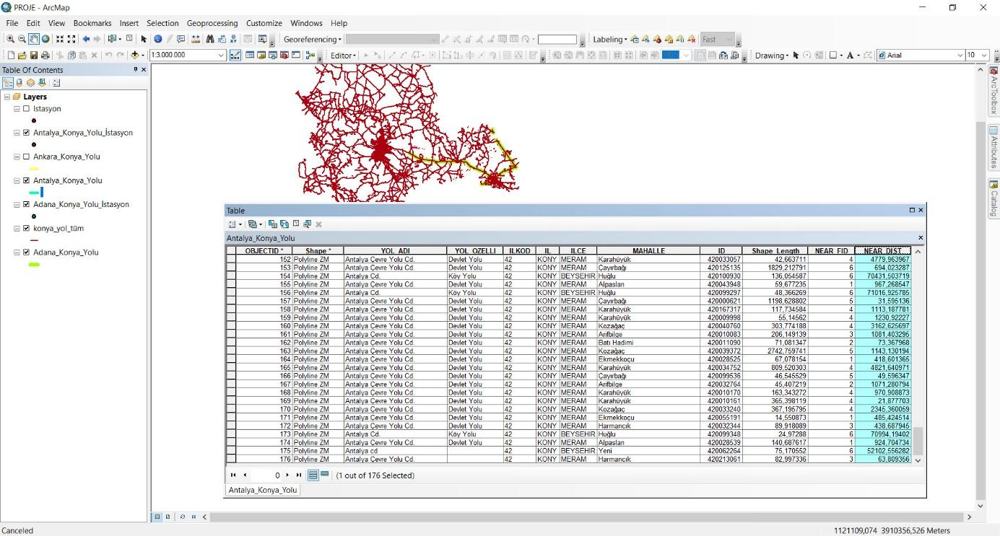 PROJE - ArcMap
File Edit View Bookmarks Insert Selection Geoprocessing Customize Windows Help
Georeferencing Labeling Fast
1:3.000.000 Editor Drawing A Arial 10
Table Of Contents
Layers
Istasyon
Antalya_Konya_Yolu_İstasyon
Ankara_Konya_Yolu
Antalya_Konya_Yolu
Adana_Konya_Yolu_İstasyon
konya_yol_tüm
Adana_Konya_Yolu
ArcToolbox
Attributes
Catalog
Table
Antalya_Konya_Yolu
OBJECTID * Shape * YOL_ADI YOL_OZELLI ILKOD IL ILCE MAHALLE ID Shape_Length NEAR_FID NEAR_DIST
152 Polyline ZM Antalya Çevre Yolu Cd. Devlet Yolu 42 KONY MERAM Karahüyük 420033057 42,663711 4 4779,963967
153 Polyline ZM Antalya Çevre Yolu Cd. Devlet Yolu 42 KONY MERAM Çayırbağı 420125135 1829,212791 6 694,023287
154 Polyline ZM Antalya Cd. Köy Yolu 42 KONY BEYSEHIR Huğlu 420100930 136,054587 6 70431,503719
155 Polyline ZM Antalya Çevre Yolu Cd. Devlet Yolu 42 KONY MERAM Alpaslan 420043948 59,677235 1 967,268547
156 Polyline ZM Antalya Cd. Köy Yolu 42 KONY BEYSEHIR Huğlu 420099297 48,366269 6 71016,925785
157 Polyline ZM Antalya Çevre Yolu Cd. Devlet Yolu 42 KONY MERAM Çayırbağı 420000621 1198,628802 5 31,595136
158 Polyline ZM Antalya Çevre Yolu Cd. Devlet Yolu 42 KONY MERAM Karahüyük 420167317 117,734584 4 1113,187781
159 Polyline ZM Antalya Çevre Yolu Cd. Devlet Yolu 42 KONY MERAM Karahüyük 420009998 55,14562 4 1230,92227
160 Polyline ZM Antalya Çevre Yolu Cd. Devlet Yolu 42 KONY MERAM Kozağaç 420040760 303,774188 4 3162,625697
161 Polyline ZM Antalya Çevre Yolu Cd. Devlet Yolu 42 KONY MERAM Arifbilge 420010083 206,149139 3 1081,403295
162 Polyline ZM Antalya Çevre Yolu Cd. Devlet Yolu 42 KONY MERAM Batı Hadimi 420011090 71,081347 2 73,367968
163 Polyline ZM Antalya Çevre Yolu Cd. Devlet Yolu 42 KONY MERAM Kozağaç 420039372 2742,759741 5 1143,130194
164 Polyline ZM Antalya Çevre Yolu Cd. Devlet Yolu 42 KONY MERAM Ekmekkoçu 420028525 67,078154 1 418,601365
165 Polyline ZM Antalya Çevre Yolu Cd. Devlet Yolu 42 KONY MERAM Karahüyük 420034752 809,520303 4 4821,640971
166 Polyline ZM Antalya Çevre Yolu Cd. Devlet Yolu 42 KONY MERAM Çayırbağı 420099536 46,545529 5 49,596347
167 Polyline ZM Antalya Çevre Yolu Cd. Devlet Yolu 42 KONY MERAM Arifbilge 420032764 45,407219 2 1071,280794
168 Polyline ZM Antalya Çevre Yolu Cd. Devlet Yolu 42 KONY MERAM Karahüyük 420010170 163,343272 4 970,908873
169 Polyline ZM Antalya Çevre Yolu Cd. Devlet Yolu 42 KONY MERAM Karahüyük 420010161 365,398119 4 21,877703
170 Polyline ZM Antalya Çevre Yolu Cd. Devlet Yolu 42 KONY MERAM Kozağaç 420033240 367,195795 4 2345,360059
171 Polyline ZM Antalya Çevre Yolu Cd. Devlet Yolu 42 KONY MERAM Ekmekkoçu 420055191 14,550873 1 485,424514
172 Polyline ZM Antalya Çevre Yolu Cd. Devlet Yolu 42 KONY MERAM Harmancık 420032344 89,918089 3 438,687945
173 Polyline ZM Antalya Cd. Köy Yolu 42 KONY BEYSEHIR Huğlu 420099348 24,97288 6 70994,19402
174 Polyline ZM Antalya Çevre Yolu Cd. Devlet Yolu 42 KONY MERAM Alpaslan 420028539 140,687617 1 924,704734
175 Polyline ZM Antalya cd 42 KONY BEYSEHIR Yeni 420062264 75,170552 6 52102,556282
176 Polyline ZM Antalya Çevre Yolu Cd. 42 KONY MERAM Harmancık 420213061 82,997336 3 63,809356
0 (1 out of 176 Selected)
Antalya_Konya_Yolu
Canceled 1121109,074 3910356,526 Meters